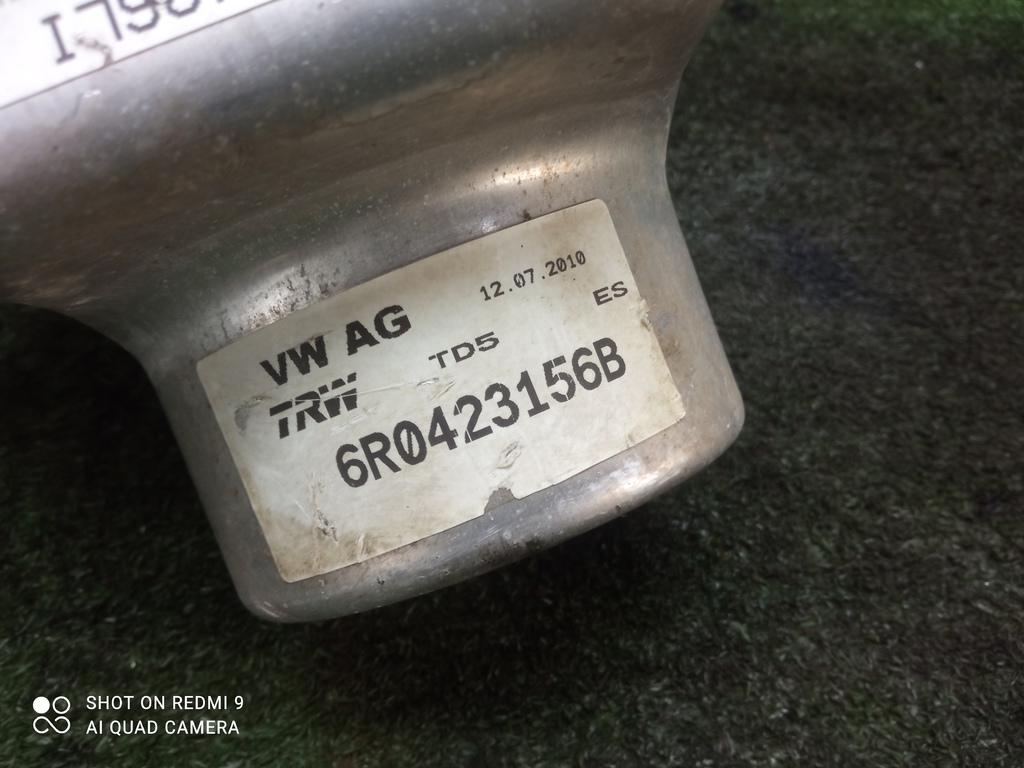 12.07.2010
VW AG
ES
TD5
TRW
6R0423156B
SHOT ON REDMI 9
AI QUAD CAMERA